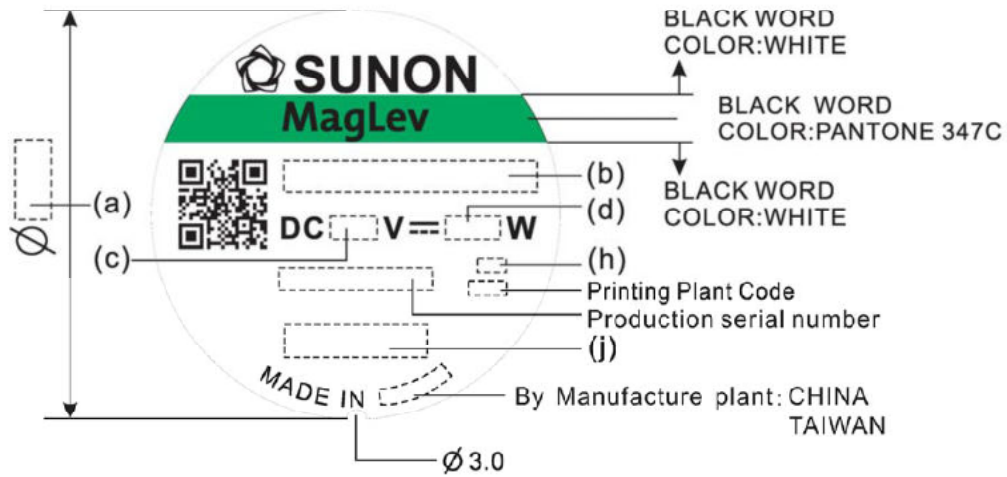 BLACK WORD
COLOR:WHITE
SUNON
MagLev
BLACK WORD
COLOR:PANTONE 347C
(a)
(b)
BLACK WORD
COLOR:WHITE
(d)
DC V⎓ W
(c)
(h)
Printing Plant Code
Production serial number
(j)
MADE IN
By Manufacture plant: CHINA
TAIWAN
Ø
Ø3.0